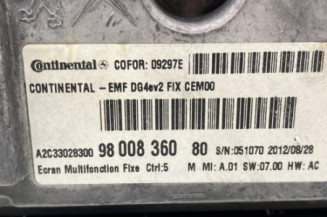 Continental COFOR: 09297E
CONTINENTAL - EMF DG4ev2 FIX CEM00
A2C33028300 98 008 360 80 S/N:051070 2012/08/28
Ecran Multifonction Fixe Ctrl:5 M MI: A.01 SW:07.00 HW: AC